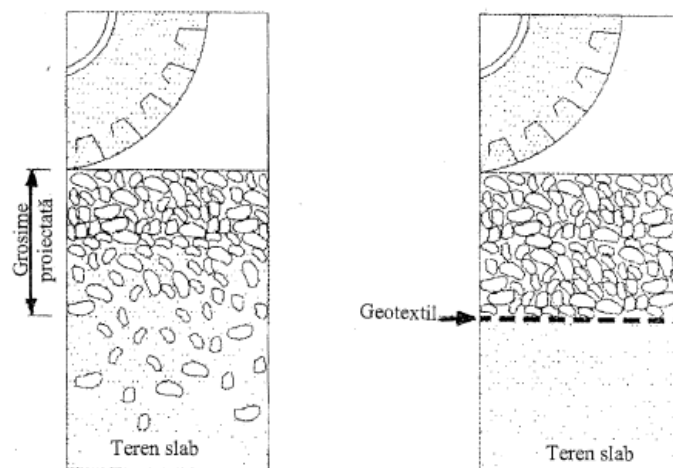 Grosime
proiectată
Geotextil
Teren slab
Teren slab